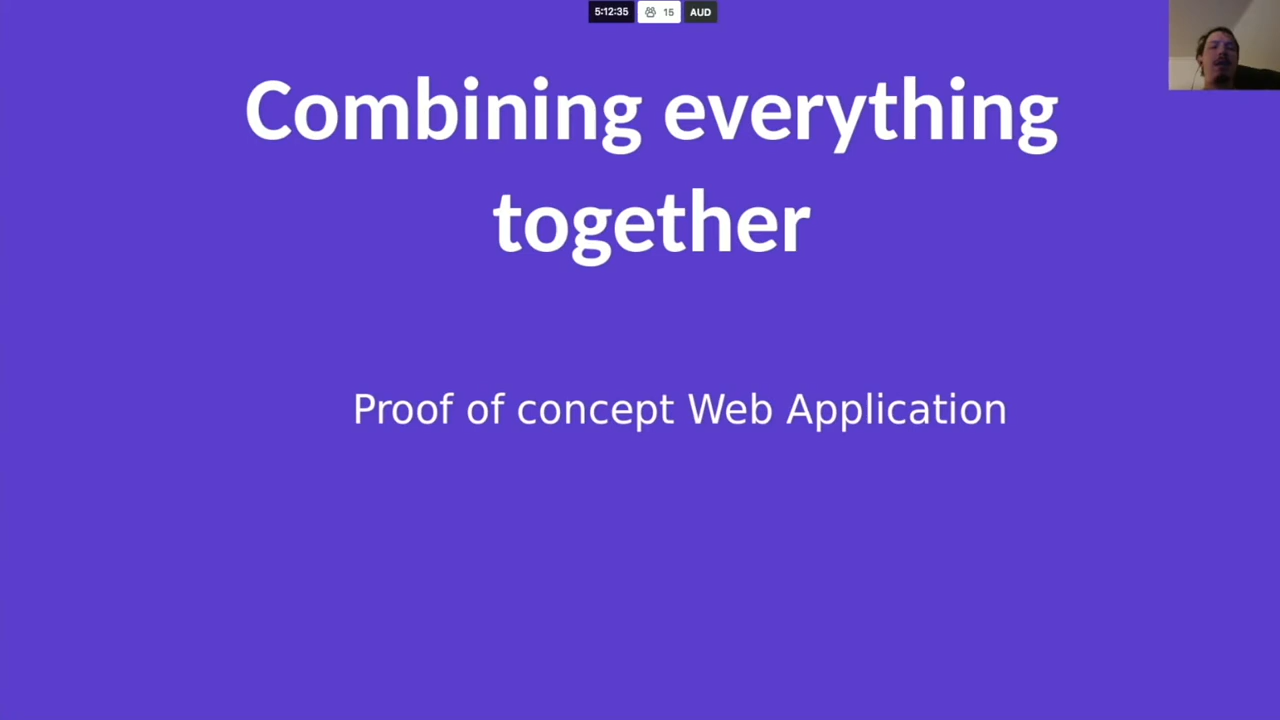 5:12:35 15 AUD
Combining everything
together
Proof of concept Web Application